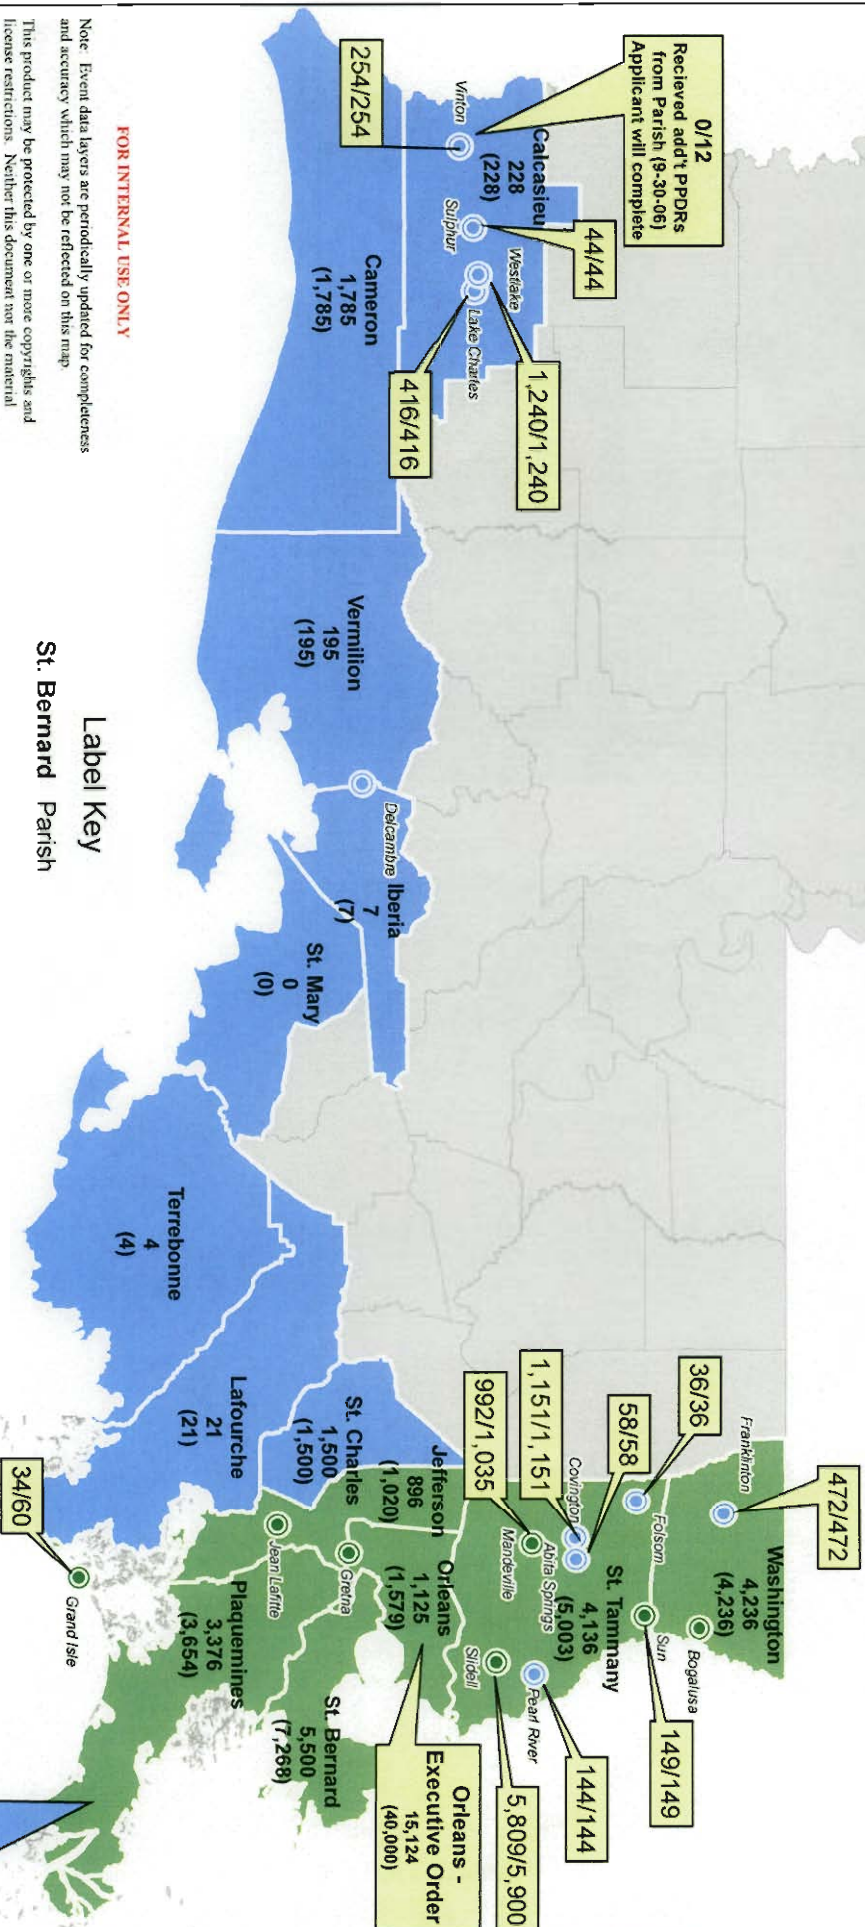 0/12
Recieved add't PPDRs
from Parish (9-30-06)
Applicant will complete
Calcasieu
228
(228)
Vinton
254/254
Sulphur
44/44
Westlake
1,240/1,240
Lake Charles
416/416
Cameron
1,785
(1,785)
Vermilion
195
(195)
Delcambre
Iberia
7
(7)
St. Mary
0
(0)
Terrebonne
4
(4)
Lafourche
21
(21)
St. Charles
1,500
(1,500)
Jefferson
896
(1,020)
Orleans
1,125
(1,579)
Plaquemines
3,376
(3,654)
St. Bernard
5,500
(7,268)
St. Tammany
4,136
(5,003)
Washington
4,236
(4,236)
Franklinton
472/472
Folsom
36/36
58/58
Covington
1,151/1,151
Abita Springs
Mandeville
992/1,035
Bogalusa
Sun
149/149
Pearl River
144/144
Slidell
5,809/5,900
Orleans -
Executive Order
15,124
(40,000)
Gretna
Jean Lafitte
Grand Isle
34/60
FOR INTERNAL USE ONLY
Note: Event data layers are periodically updated for completeness
and accuracy which may not be reflected on this map.
This product may be protected by one or more copyrights and
license restrictions. Neither this document nor the material
Label Key
St. Bernard Parish